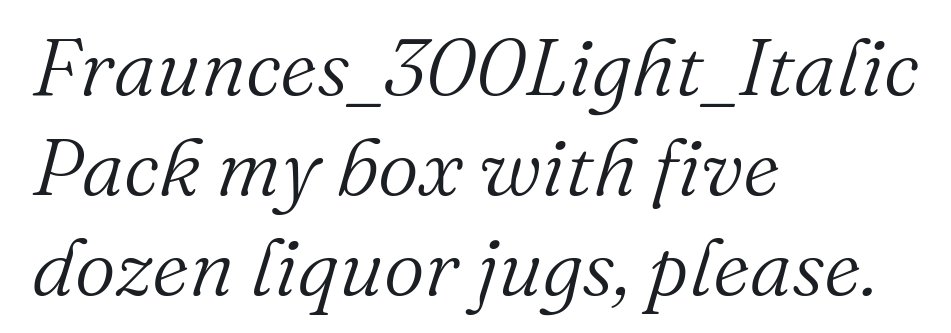 Fraunces_300Light_Italic
Pack my box with five
dozen liquor jugs, please.